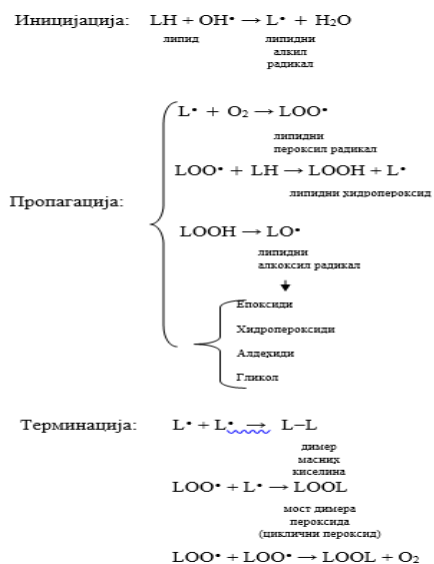 Иницијација: LH + OH• → L• + H₂O
липид липидни
алкил
радикал
L• + O₂ → LOO•
липидни
пероксил радикал
LOO• + LH → LOOH + L•
липидни хидропероксид
Пропагација:
LOOH → LO•
липидни
алкоксил радикал
Епоксиди
Хидропероксиди
Алдехиди
Гликол
Терминација: L• + L• → L–L
димер
масних
киселина
LOO• + L• → LOOL
мост димера
пероксида
(циклични пероксид)
LOO• + LOO• → LOOL + O₂